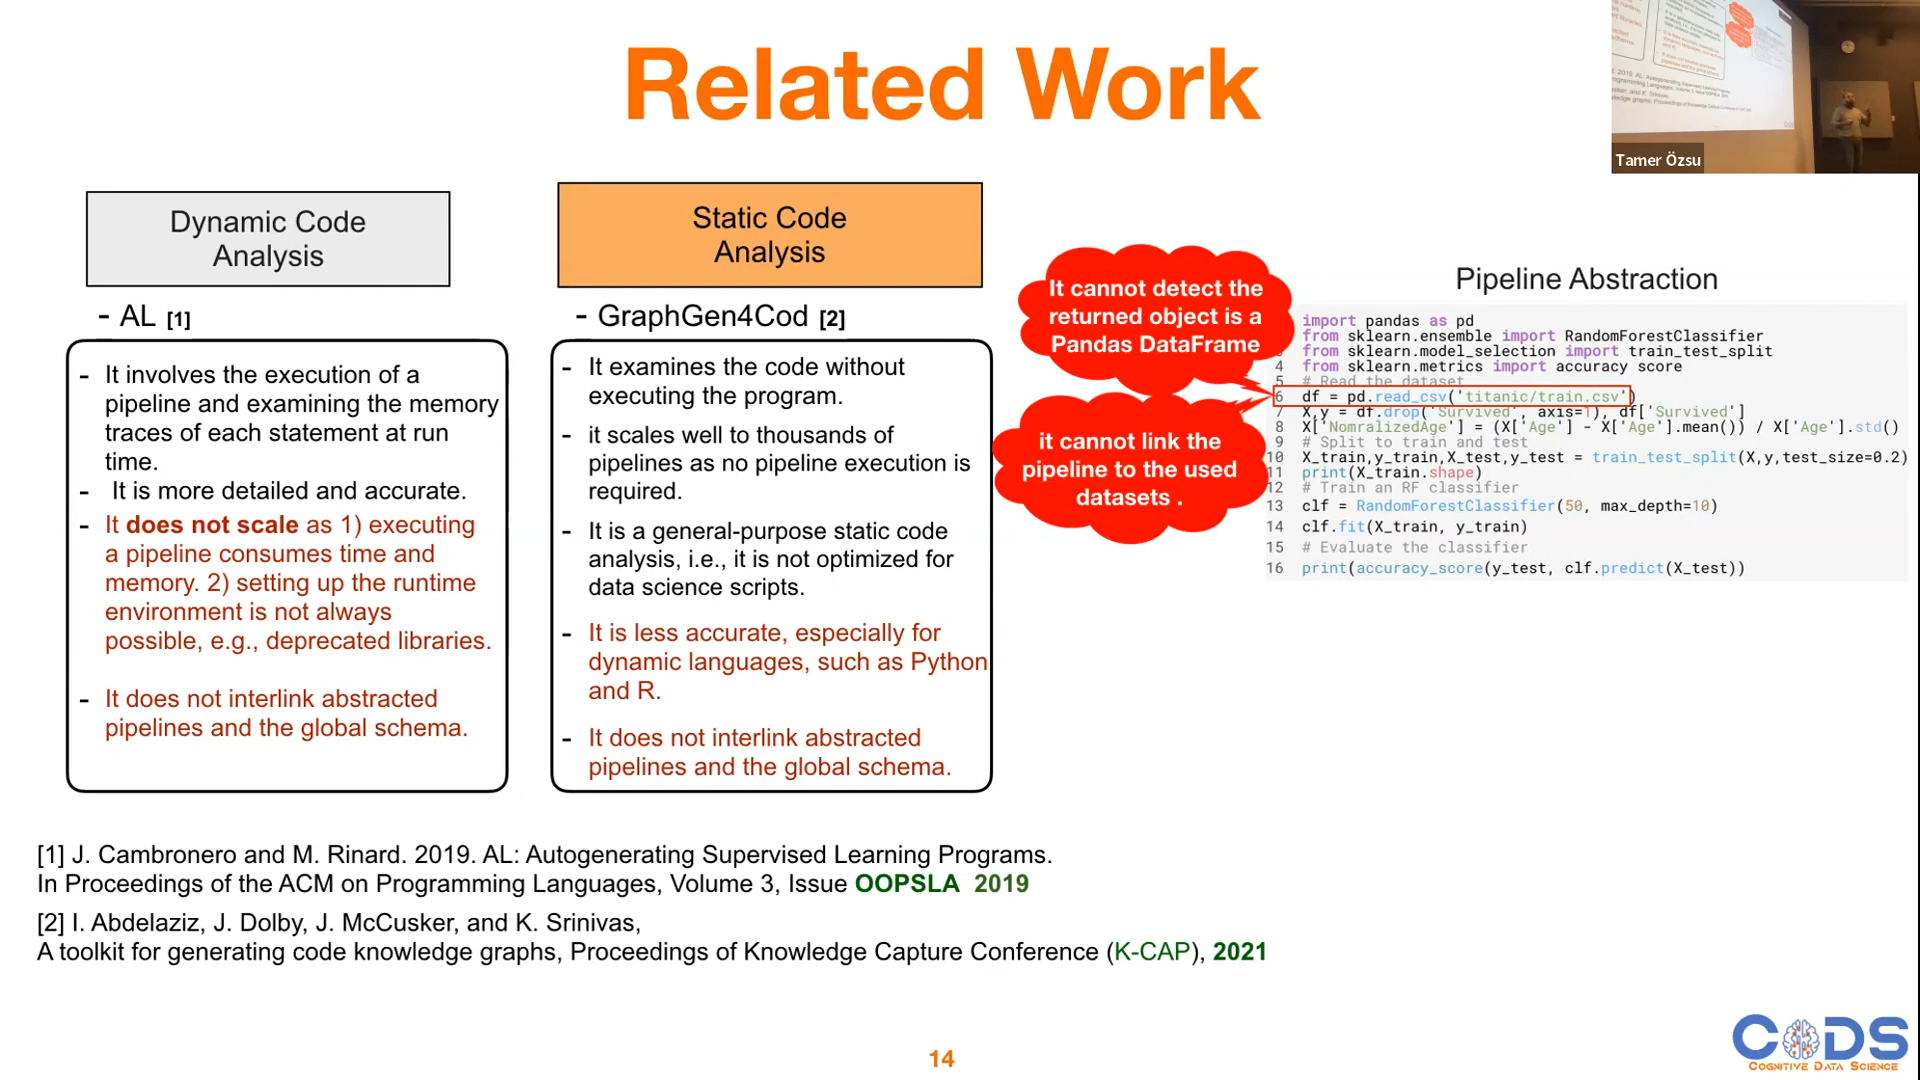 Related Work
Tamer Özsu
Dynamic Code
Analysis
- AL [1]
- It involves the execution of a
pipeline and examining the memory
traces of each statement at run
time.
- It is more detailed and accurate.
- It does not scale as 1) executing
a pipeline consumes time and
memory. 2) setting up the runtime
environment is not always
possible, e.g., deprecated libraries.
- It does not interlink abstracted
pipelines and the global schema.
Static Code
Analysis
- GraphGen4Cod [2]
- It examines the code without
executing the program.
- it scales well to thousands of
pipelines as no pipeline execution is
required.
- It is a general-purpose static code
analysis, i.e., it is not optimized for
data science scripts.
- It is less accurate, especially for
dynamic languages, such as Python
and R.
- It does not interlink abstracted
pipelines and the global schema.
It cannot detect the
returned object is a
Pandas DataFrame
it cannot link the
pipeline to the used
datasets .
Pipeline Abstraction
import pandas as pd
from sklearn.ensemble import RandomForestClassifier
from sklearn.model_selection import train_test_split
4 from sklearn.metrics import accuracy score
5 # Read the dataset
6 df = pd.read_csv('titanic/train.csv')
7 X,y = df.drop('Survived', axis=1), df['Survived']
8 X['NomralizedAge'] = (X['Age'] - X['Age'].mean()) / X['Age'].std()
9 # Split to train and test
10 X_train,y_train,X_test,y_test = train_test_split(X,y,test_size=0.2)
11 print(X_train.shape)
12 # Train an RF classifier
13 clf = RandomForestClassifier(50, max_depth=10)
14 clf.fit(X_train, y_train)
15 # Evaluate the classifier
16 print(accuracy_score(y_test, clf.predict(X_test))
[1] J. Cambronero and M. Rinard. 2019. AL: Autogenerating Supervised Learning Programs.
In Proceedings of the ACM on Programming Languages, Volume 3, Issue OOPSLA 2019
[2] I. Abdelaziz, J. Dolby, J. McCusker, and K. Srinivas,
A toolkit for generating code knowledge graphs, Proceedings of Knowledge Capture Conference (K-CAP), 2021
14
CODS
COGNITIVE DATA SCIENCE